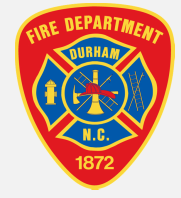 FIRE DEPARTMENT
DURHAM
N.C.
1872